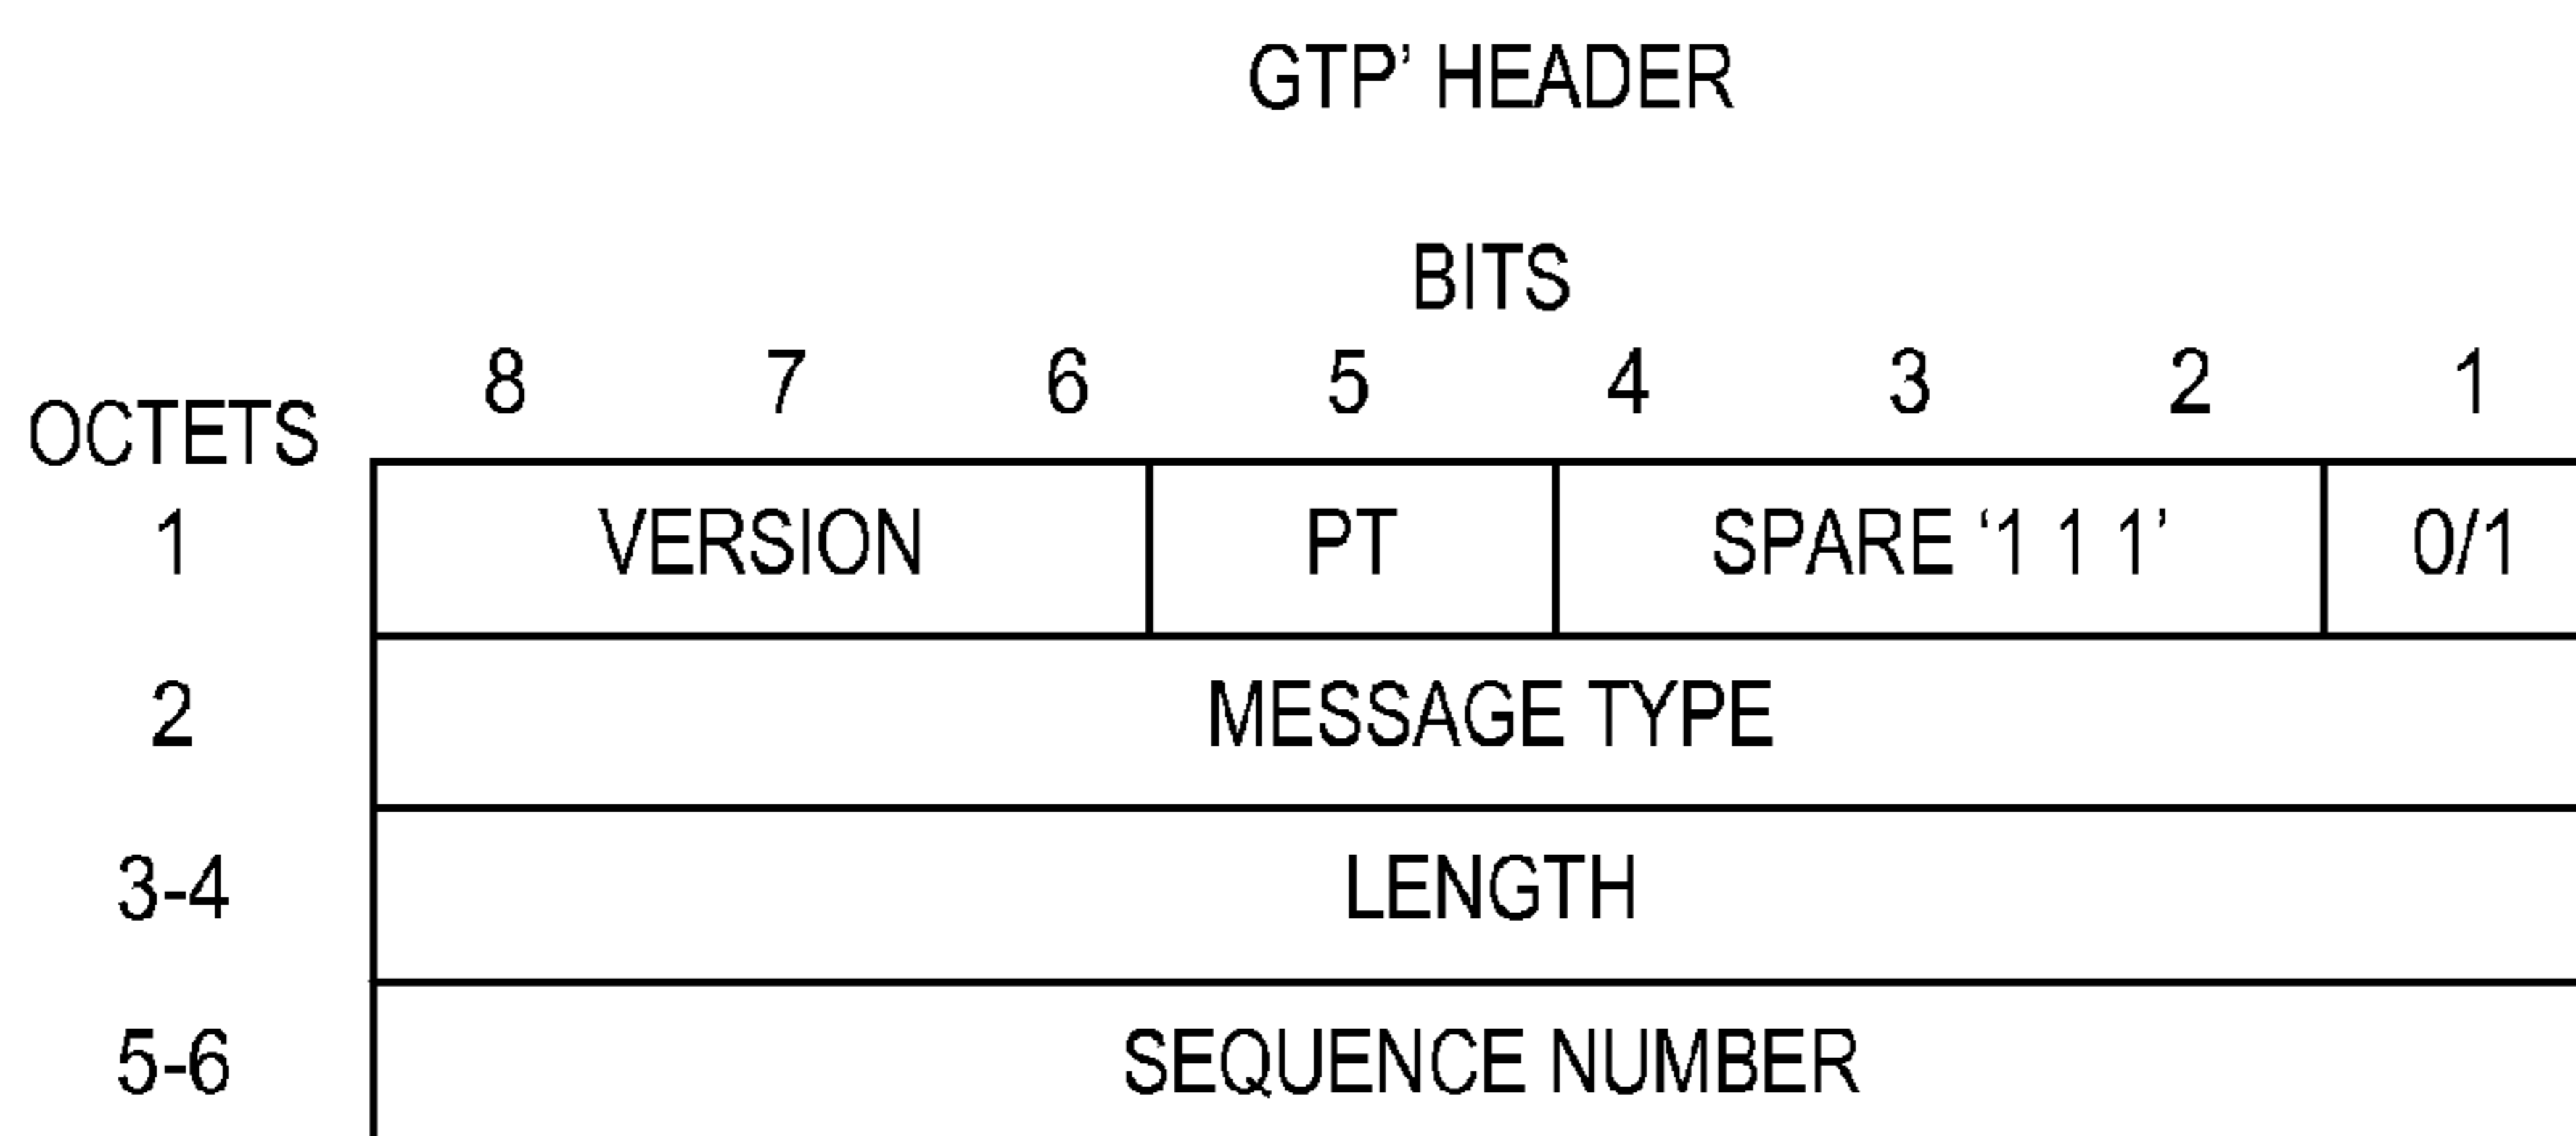 GTP’ HEADER
BITS
8 7 6 5 4 3 2 1
OCTETS
1 VERSION PT SPARE ‘1 1 1’ 0/1
2 MESSAGE TYPE
3-4 LENGTH
5-6 SEQUENCE NUMBER